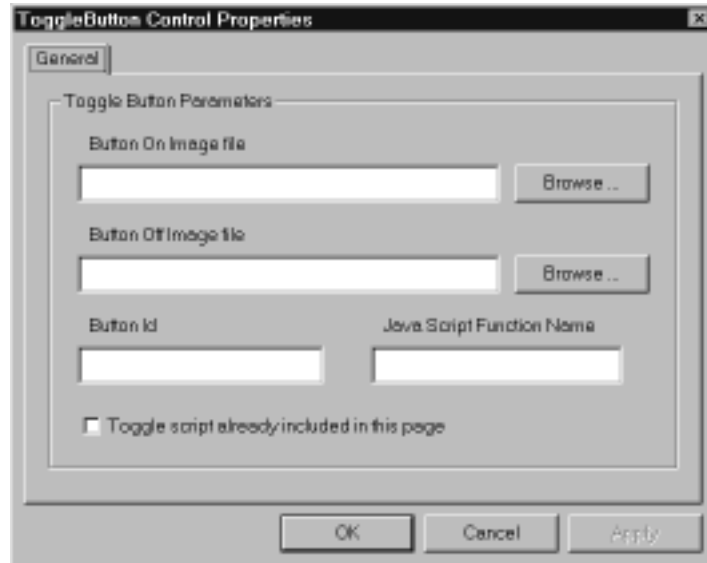 ToggleButton Control Properties
General
Toggle Button Parameters
Button On Image file
Browse ...
Button Off Image file
Browse ...
Button Id Java Script Function Name
Toggle script already included in this page
OK Cancel Apply